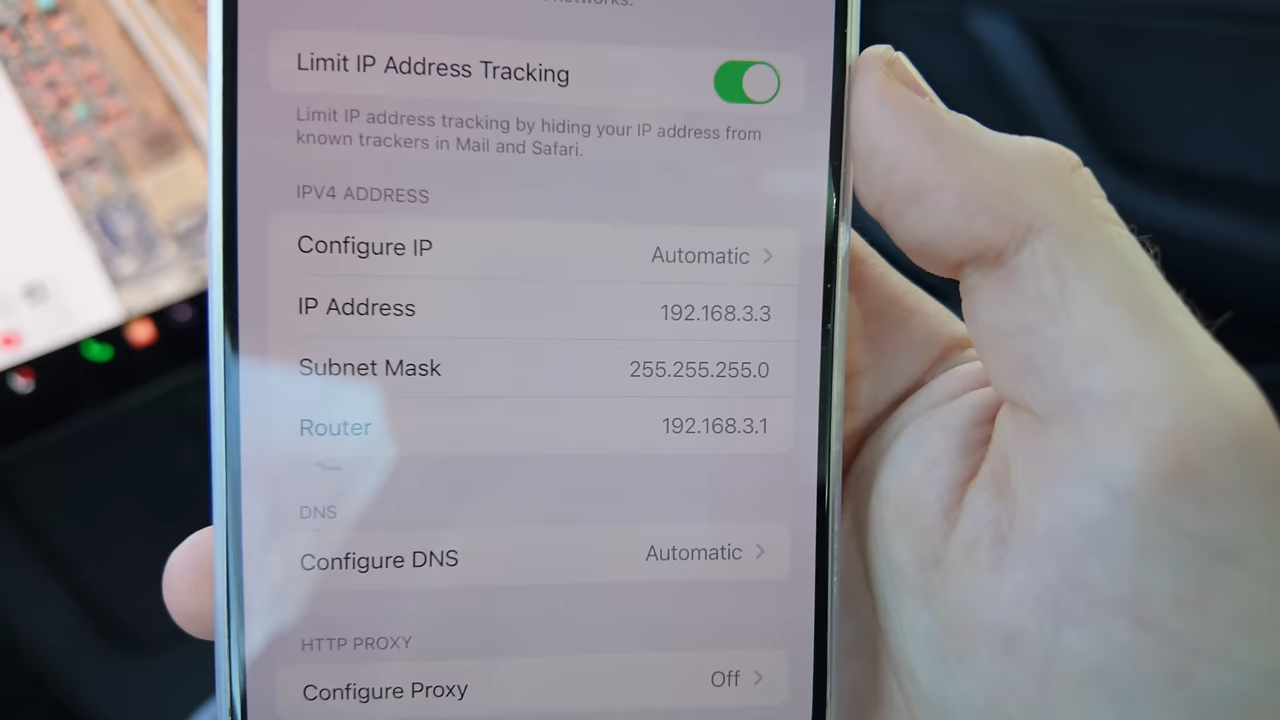 networks.
Limit IP Address Tracking
Limit IP address tracking by hiding your IP address from
known trackers in Mail and Safari.
IPV4 ADDRESS
Configure IP Automatic
IP Address 192.168.3.3
Subnet Mask 255.255.255.0
Router 192.168.3.1
DNS
Configure DNS Automatic
HTTP PROXY
Configure Proxy Off